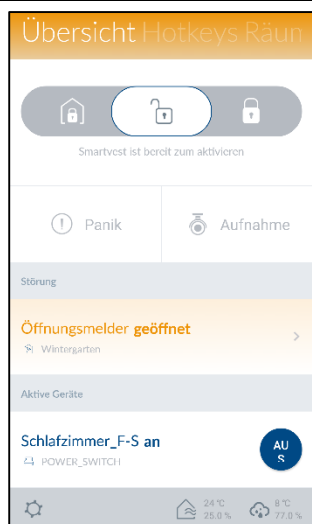 Übersicht Hotkeys Räun
Smartvest ist bereit zum aktivieren
Panik
Aufnahme
Störung
Öffnungsmelder geöffnet
Wintergarten
Aktive Geräte
Schlafzimmer_F-S an
AU
S
POWER_SWITCH
24 °C
25.0 %
8 °C
77.0 %